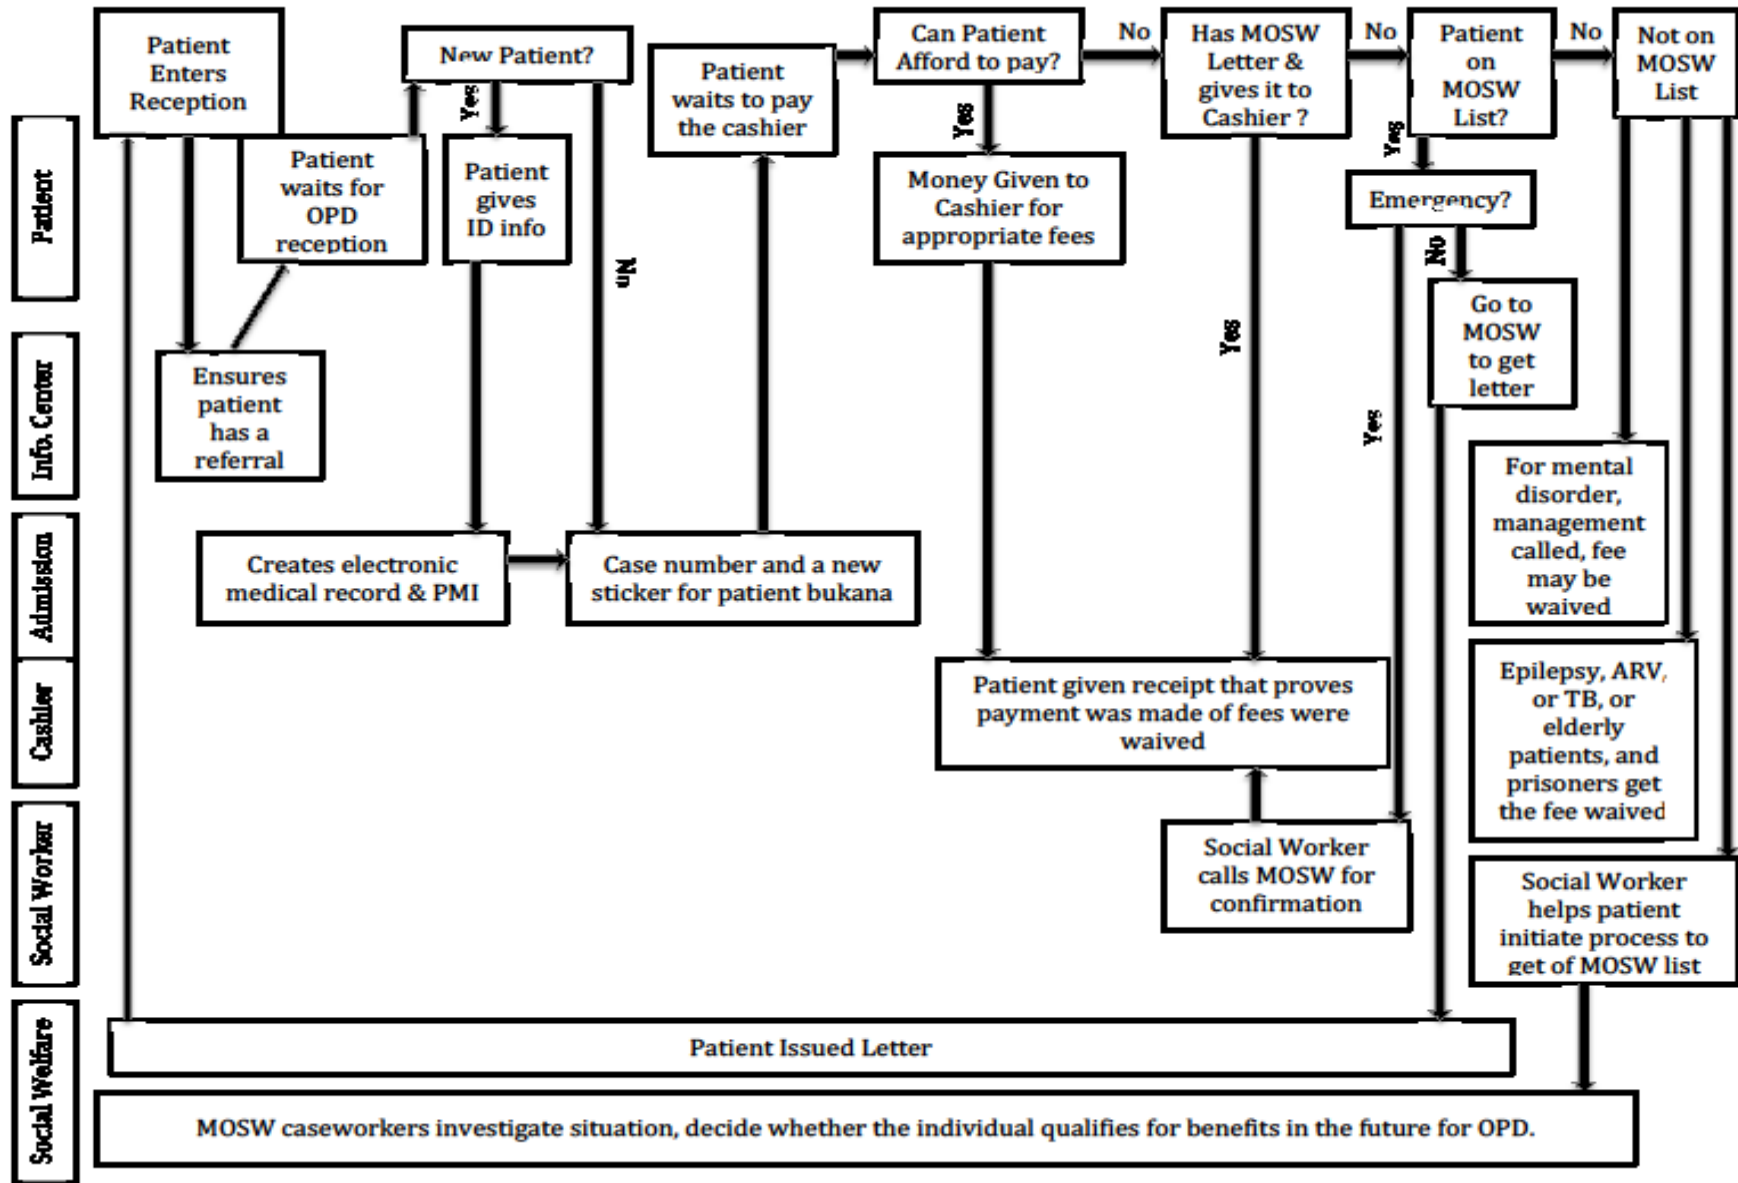 Patient
Enters
Reception
New Patient?
Yes
No
Patient
waits for
OPD
reception
Patient
gives
ID info
Patient
waits to pay
the cashier
Can Patient
Afford to pay?
No
Yes
Has MOSW
Letter &
gives it to
Cashier ?
No
Yes
Patient
on
MOSW
List?
No
Yes
Not on
MOSW
List
Money Given to
Cashier for
appropriate fees
Emergency?
No
Yes
Go to
MOSW
to get
letter
Ensures
patient
has a
referral
For mental
disorder,
management
called, fee
may be
waived
Creates electronic
medical record & PMI
Case number and a new
sticker for patient bukana
Patient given receipt that proves
payment was made of fees were
waived
Epilepsy, ARV,
or TB, or
elderly
patients, and
prisoners get
the fee waived
Social Worker
calls MOSW for
confirmation
Social Worker
helps patient
initiate process to
get of MOSW list
Patient Issued Letter
MOSW caseworkers investigate situation, decide whether the individual qualifies for benefits in the future for OPD.
Patient
Info. Center
Admission
Cashier
Social Worker
Social Welfare